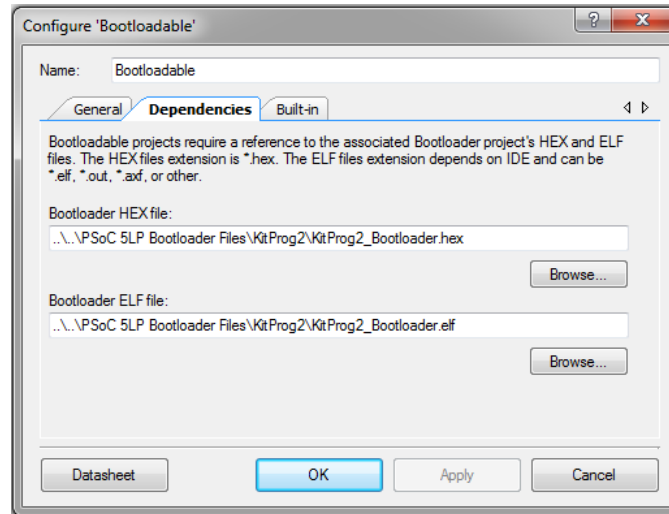 Configure 'Bootloadable'
Name: Bootloadable
General Dependencies Built-in
Bootloadable projects require a reference to the associated Bootloader project's HEX and ELF
files. The HEX files extension is *.hex. The ELF files extension depends on IDE and can be
*.elf, *.out, *.axf, or other.
Bootloader HEX file:
..\..\PSoC 5LP Bootloader Files\KitProg2\KitProg2_Bootloader.hex
Browse...
Bootloader ELF file:
..\..\PSoC 5LP Bootloader Files\KitProg2\KitProg2_Bootloader.elf
Browse...
Datasheet OK Apply Cancel